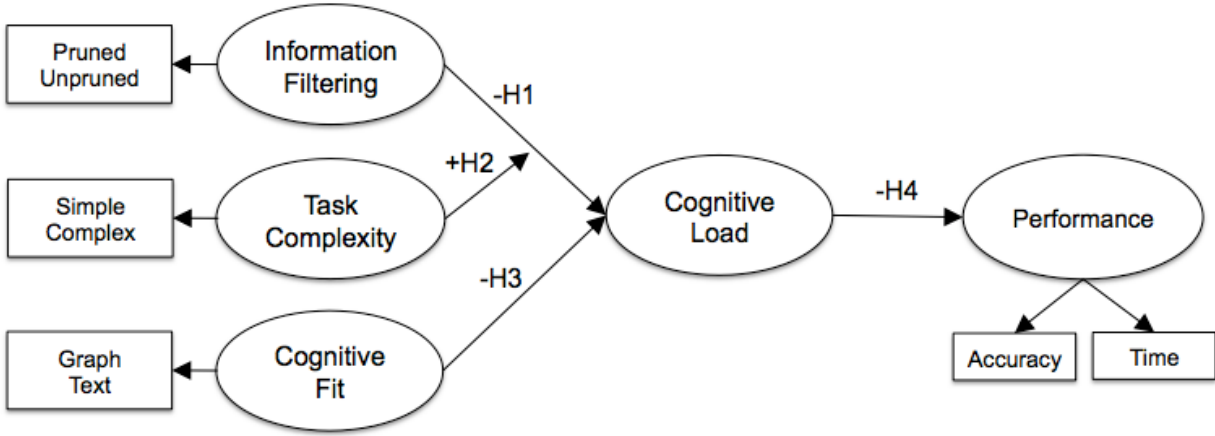 Pruned
Unpruned
Information
Filtering
-H1
Simple
Complex
Task
Complexity
+H2
Graph
Text
Cognitive
Fit
-H3
Cognitive
Load
-H4
Performance
Accuracy
Time